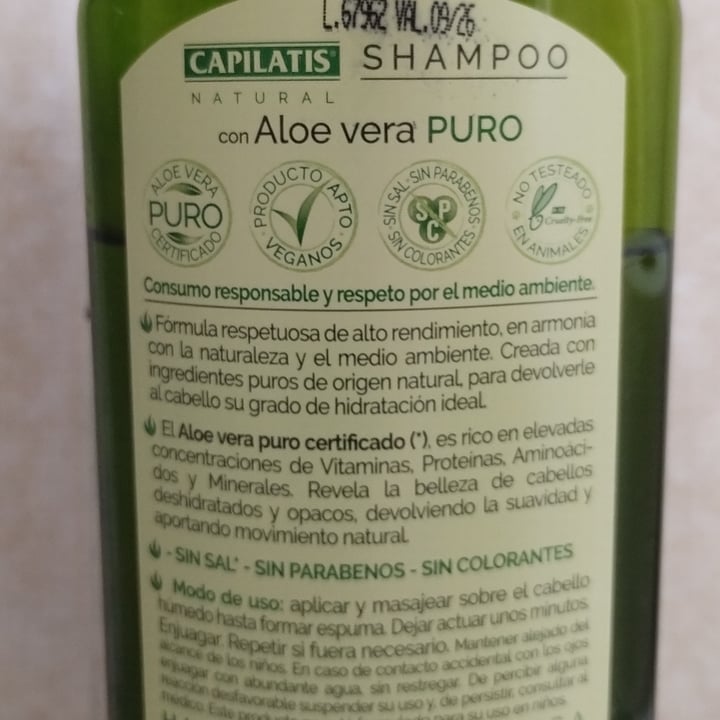 L.67962 VAL.09/26
CAPILATIS® SHAMPOO
NATURAL
con Aloe vera PURO
ALOE VERA PURO CERTIFICADO
PRODUCTO APTO VEGANOS
SIN SAL·SIN PARABENOS SPC SIN COLORANTES
NO TESTEADO Cruelty-free EN ANIMALES
Consumo responsable y respeto por el medio ambiente.
Fórmula respetuosa de alto rendimiento, en armonía
con la naturaleza y el medio ambiente. Creada con
ingredientes puros de origen natural, para devolverle
al cabello su grado de hidratación ideal.
El Aloe vera puro certificado (*), es rico en elevadas
concentraciones de Vitaminas, Proteínas, Aminoáci-
dos y Minerales. Revela la belleza de cabellos
deshidratados y opacos, devolviendo la suavidad y
aportando movimiento natural.
- SIN SAL* - SIN PARABENOS - SIN COLORANTES
Modo de uso: aplicar y masajear sobre el cabello
húmedo hasta formar espuma. Dejar actuar unos minutos.
Enjuagar. Repetir si fuera necesario. Mantener alejado del
alcance de los niños. En caso de contacto accidental con los ojos
enjuagar con abundante agua, sin restregar. De percibir alguna
reacción desfavorable suspender su uso y, de persistir, consultar al
médico. Este para su uso en niños.